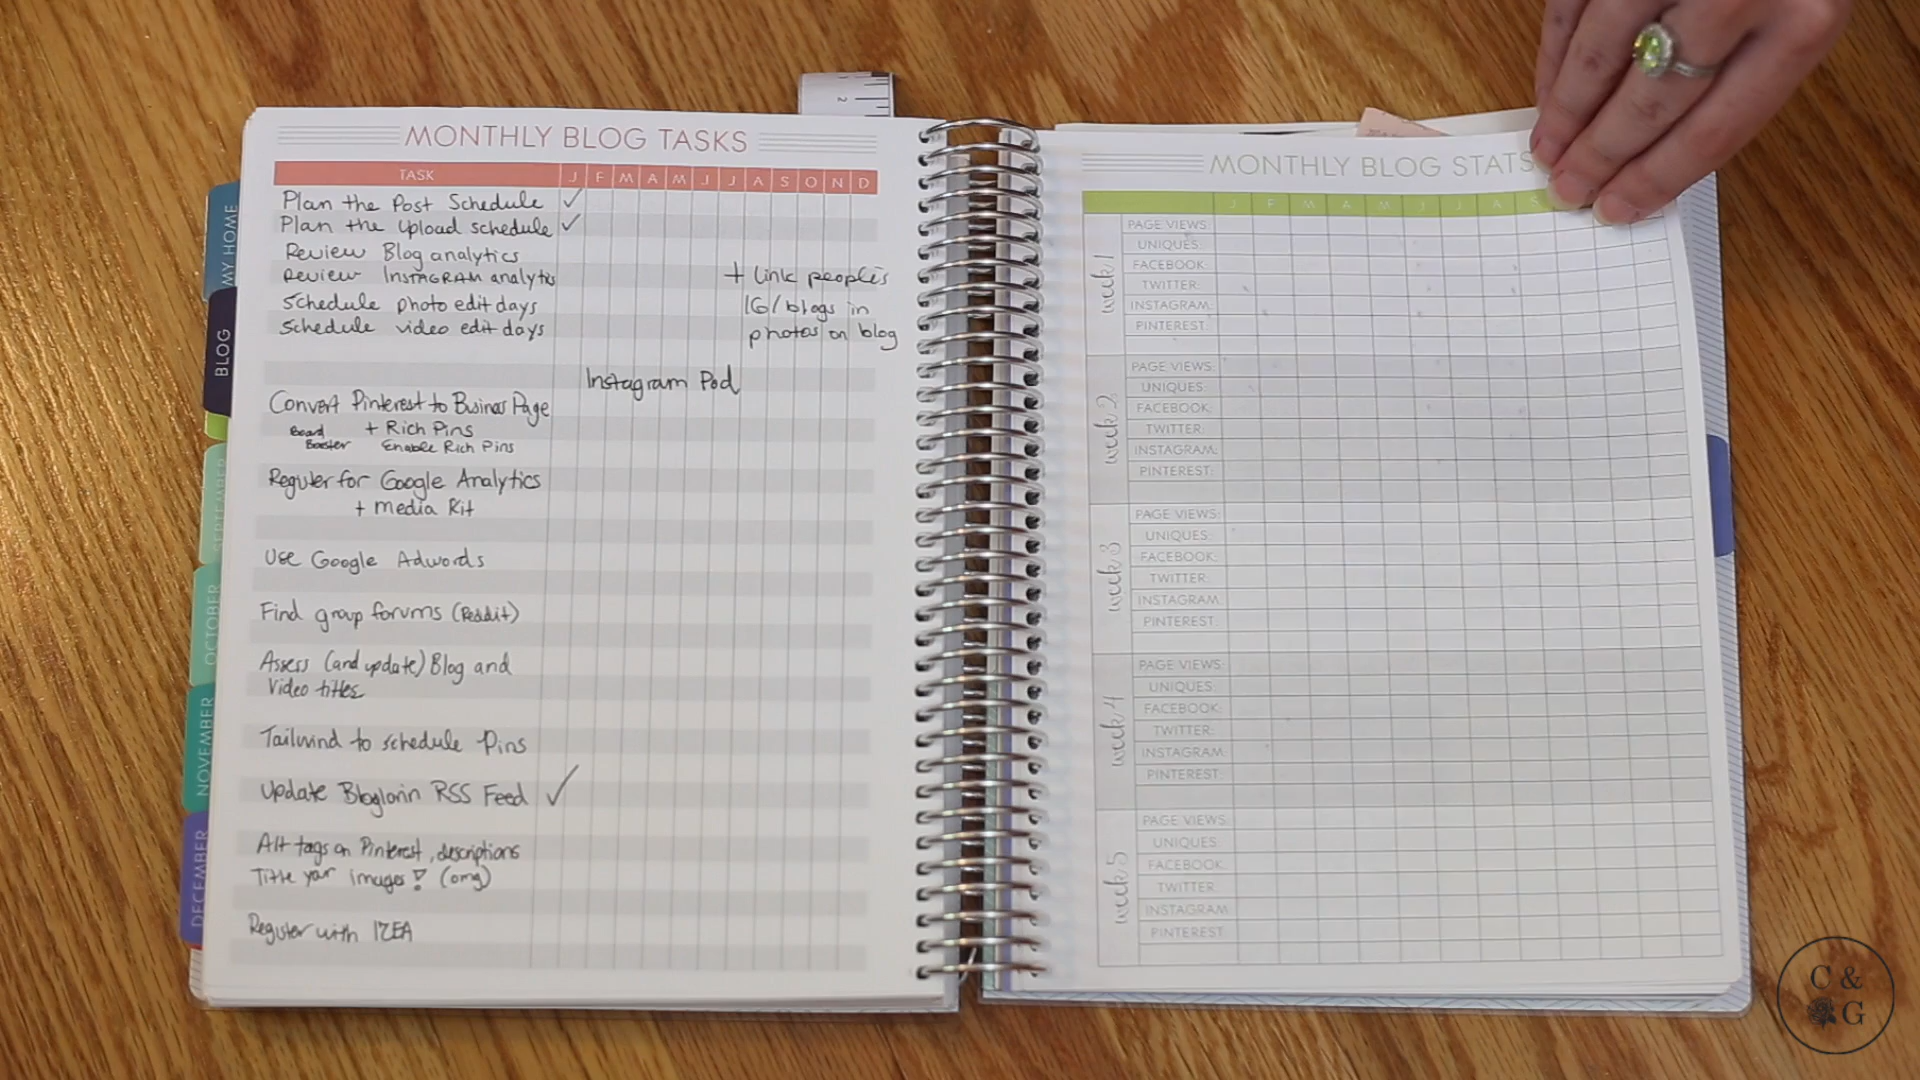 2
MONTHLY BLOG TASKS
TASK J F M A M J J A S O N D
Plan the Post Schedule ✓
Plan the Upload schedule ✓
Review Blog analytics
Review INSTAGRAM analytics
+ Link people's
Schedule photo edit days
IG/blogs in
Schedule video edit days
photos on blog
Instagram Pod
Convert Pinterest to Business Page
+ Rich Pins
Board
Booster
Enable Rich Pins
Register for Google Analytics
+ media Kit
Use Google Adwords
Find group forums (Reddit)
Assess (and update) Blog and
Video titles
Tailwind to schedule Pins
Update Bloglovin RSS Feed ✓
Alt tags on Pinterest, descriptions
Title your images! (omg)
Register with IZEA
MY HOME
BLOG
SEPTEMBER
OCTOBER
NOVEMBER
DECEMBER
MONTHLY BLOG STATS
J F M A M J J A S
week 1
PAGE VIEWS:
UNIQUES:
FACEBOOK:
TWITTER:
INSTAGRAM:
PINTEREST:
week 2
PAGE VIEWS:
UNIQUES:
FACEBOOK:
TWITTER:
INSTAGRAM:
PINTEREST:
week 3
PAGE VIEWS:
UNIQUES:
FACEBOOK:
TWITTER:
INSTAGRAM:
PINTEREST:
week 4
PAGE VIEWS:
UNIQUES:
FACEBOOK:
TWITTER:
INSTAGRAM:
PINTEREST:
week 5
PAGE VIEWS:
UNIQUES:
FACEBOOK:
TWITTER:
INSTAGRAM:
PINTEREST:
C &
G